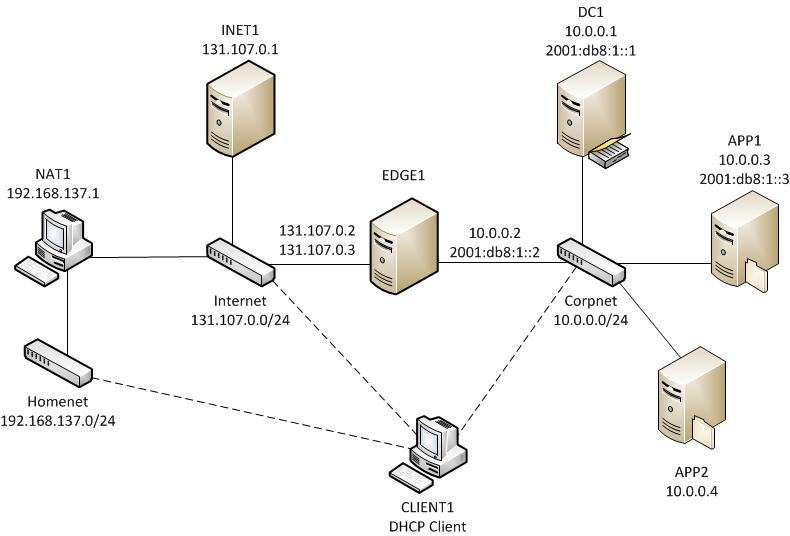 INET1
131.107.0.1
DC1
10.0.0.1
2001:db8:1::1
APP1
10.0.0.3
2001:db8:1::3
NAT1
192.168.137.1
EDGE1
131.107.0.2
131.107.0.3
10.0.0.2
2001:db8:1::2
Internet
131.107.0.0/24
Corpnet
10.0.0.0/24
Homenet
192.168.137.0/24
APP2
10.0.0.4
CLIENT1
DHCP Client